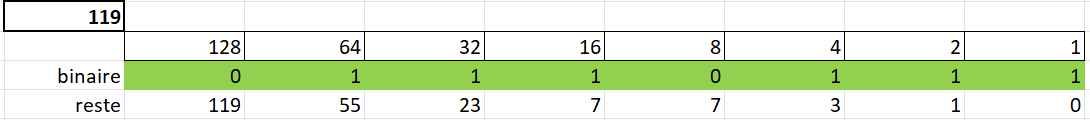 119
128 64 32 16 8 4 2 1
binaire 0 1 1 1 0 1 1 1
reste 119 55 23 7 7 3 1 0